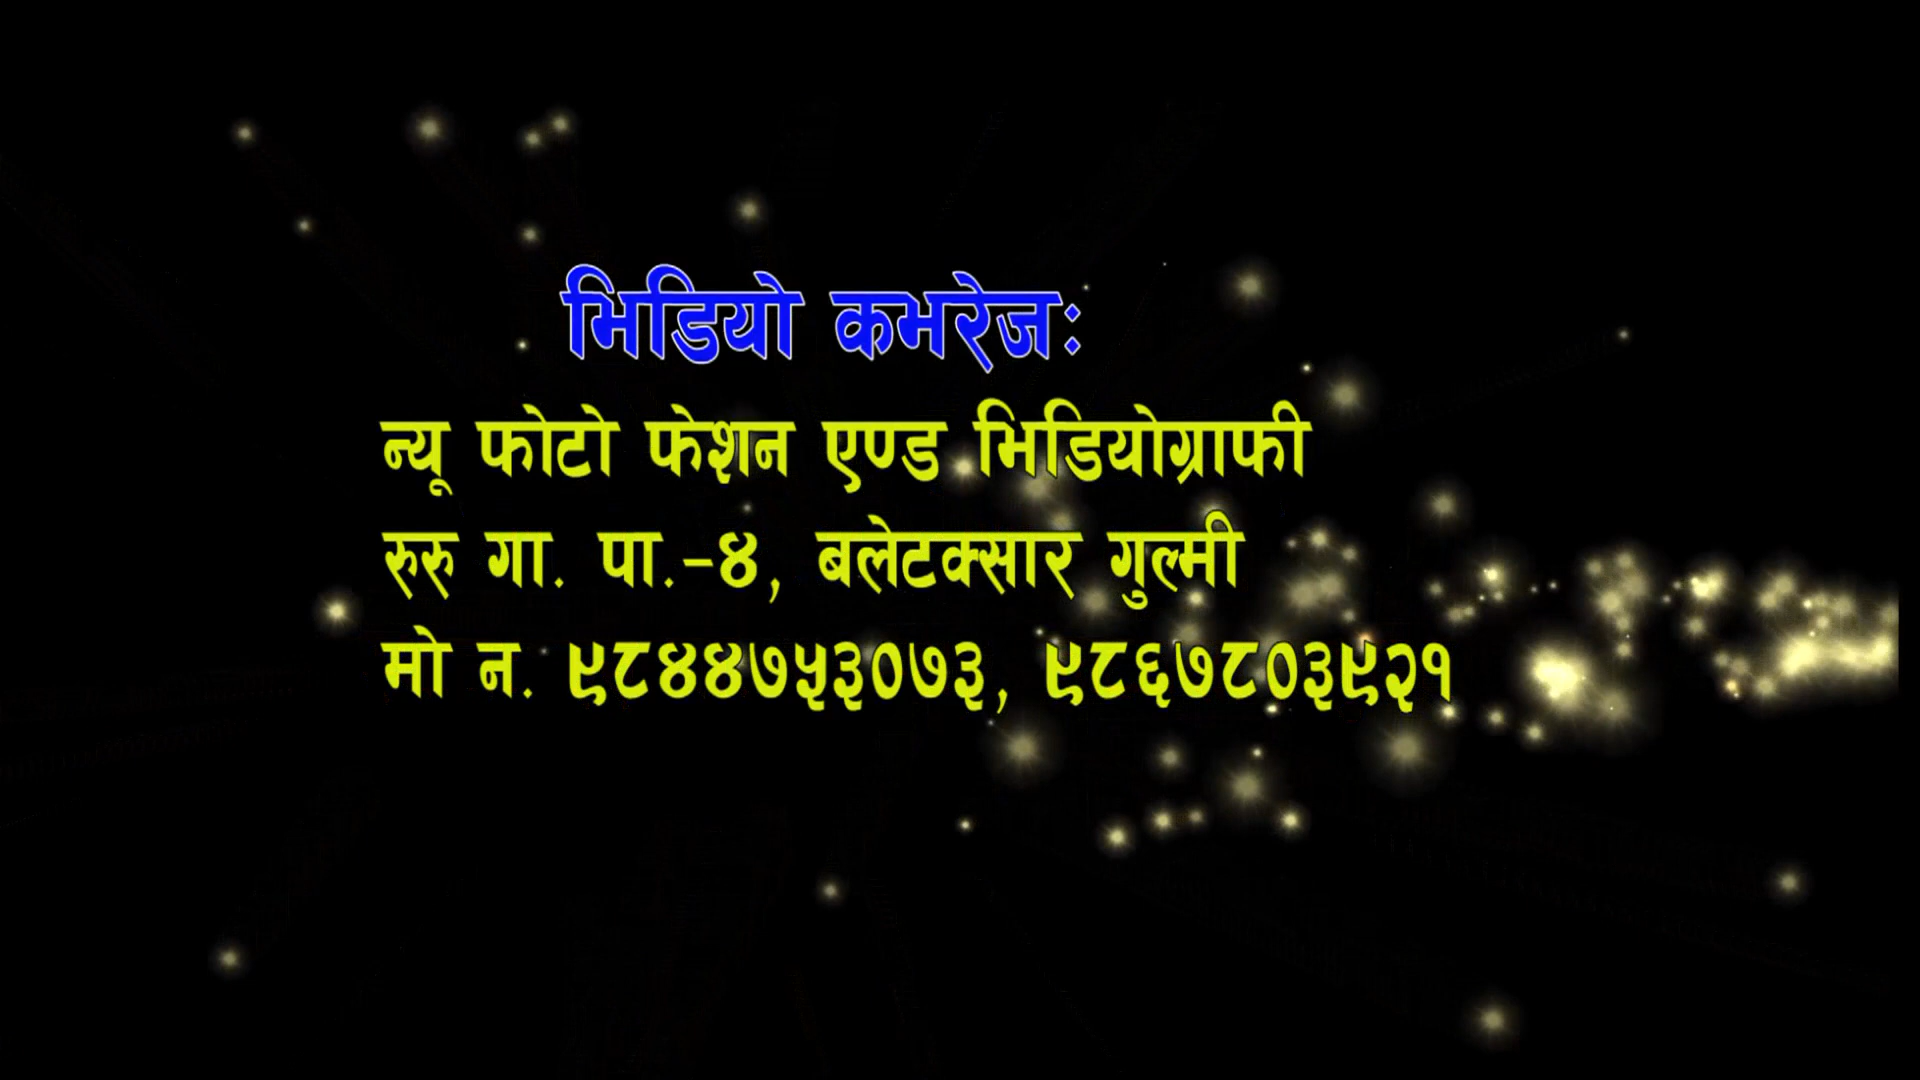 भिडियो कभरेजः
न्यू फोटो फेशन एण्ड भिडियोग्राफी
रुरु गा. पा.-४, बलेटक्सार गुल्मी
मो न. ९८४४७५३०७३, ९८६७८०३९२१